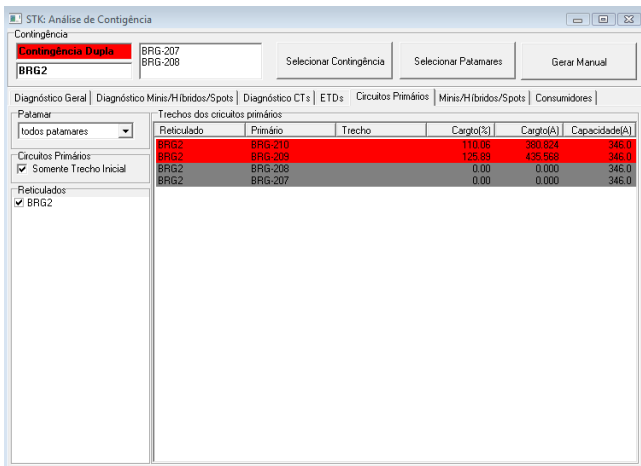 STK: Análise de Contigência
Contingência
Contingência Dupla
BRG2
BRG-207
BRG-208
Selecionar Contingência
Selecionar Patamares
Gerar Manual
Diagnóstico Geral
Diagnóstico Minis/Híbridos/Spots
Diagnóstico CTs
ETDs
Circuitos Primários
Minis/Híbridos/Spots
Consumidores
Patamar
todos patamares
Circuitos Primários
Somente Trecho Inicial
Reticulados
BRG2
Trechos dos cricuitos primários
Reticulado Primário Trecho Cargto(%) Cargto(A) Capacidade(A)
BRG2 BRG-210 110.06 380.824 346.0
BRG2 BRG-209 125.89 435.568 346.0
BRG2 BRG-208 0.00 0.000 346.0
BRG2 BRG-207 0.00 0.000 346.0